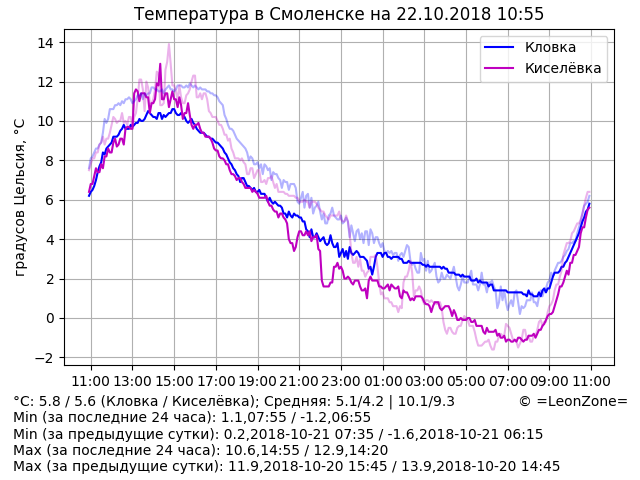 Температура в Смоленске на 22.10.2018 10:55
Кловка
Киселёвка
градусов Цельсия, °C
14
12
10
8
6
4
2
0
−2
11:00 13:00 15:00 17:00 19:00 21:00 23:00 01:00 03:00 05:00 07:00 09:00 11:00
°C: 5.8 / 5.6 (Кловка / Киселёвка); Средняя: 5.1/4.2 | 10.1/9.3 © =LeonZone=
Min (за последние 24 часа): 1.1,07:55 / -1.2,06:55
Min (за предыдущие сутки): 0.2,2018-10-21 07:35 / -1.6,2018-10-21 06:15
Max (за последние 24 часа): 10.6,14:55 / 12.9,14:20
Max (за предыдущие сутки): 11.9,2018-10-20 15:45 / 13.9,2018-10-20 14:45